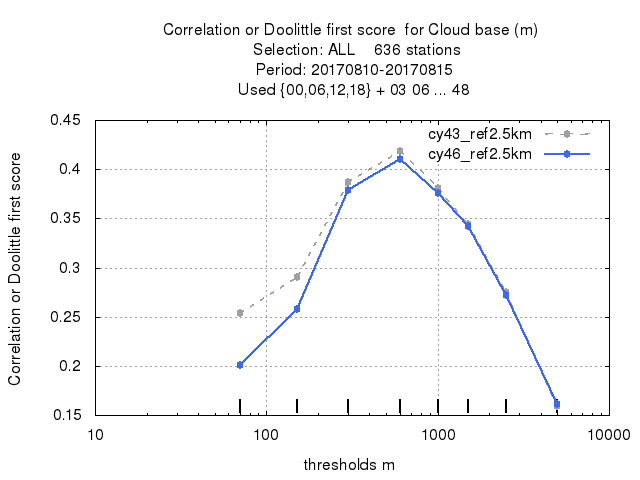 Correlation or Doolittle first score  for Cloud base (m)
Selection: ALL    636 stations
Period: 20170810-20170815
Used {00,06,12,18} + 03 06 ... 48
cy43_ref2.5km
cy46_ref2.5km
0.45
0.4
0.35
0.3
0.25
0.2
0.15
Correlation or Doolittle first score
10 100 1000 10000
thresholds m